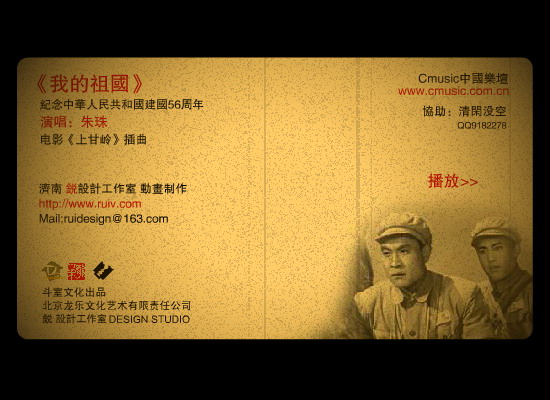 《我的祖國》
紀念中華人民共和國建國56周年
演唱：朱珠
电影《上甘岭》插曲
Cmusic中國樂壇
www.cmusic.com.cn
協助：清閑没空
QQ9182278
播放>>
濟南 鋭設計工作室 動畫制作
http://www.ruiv.com
Mail:ruidesign@163.com
斗室文化出品
北京龙乐文化艺术有限责任公司
鋭 設計工作室 DESIGN STUDIO